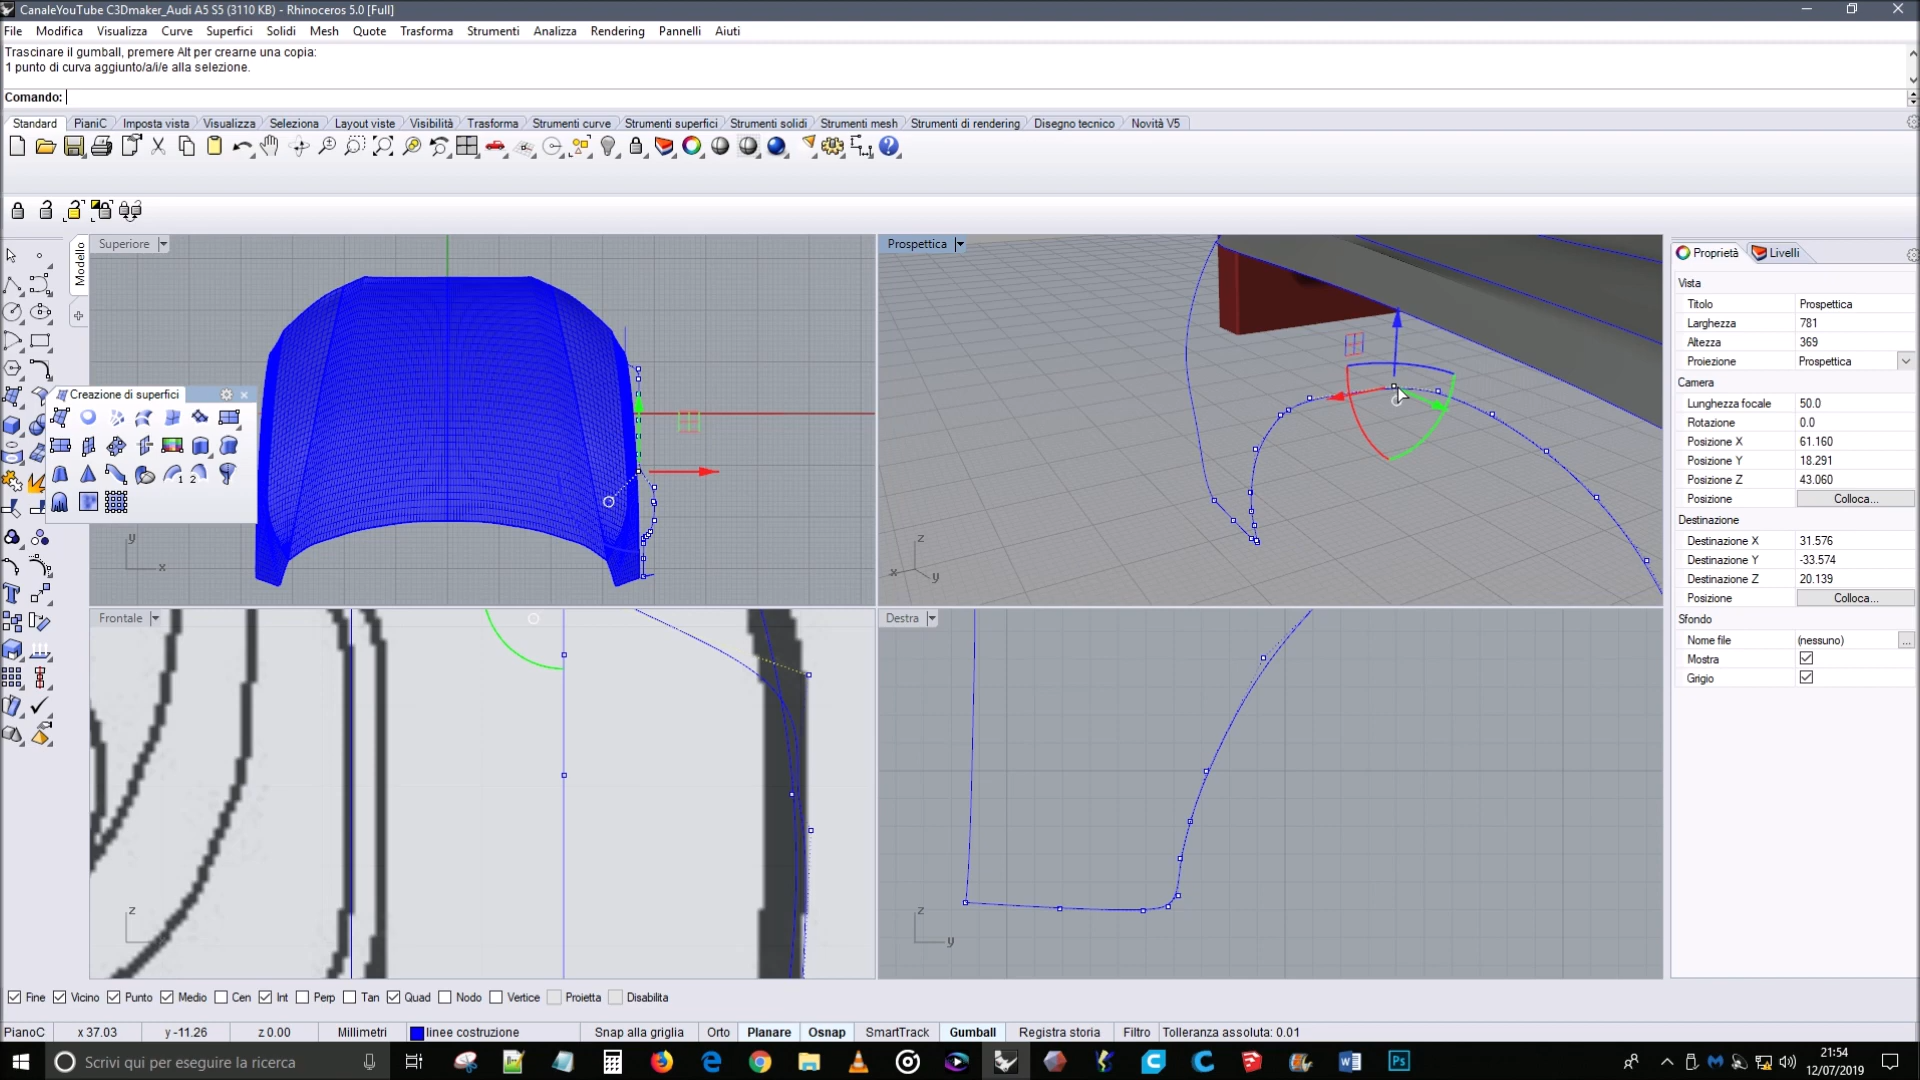 CanaleYouTube C3Dmaker_Audi A5 S5 (3110 KB) - Rhinoceros 5.0 [Full]
File Modifica Visualizza Curve Superfici Solidi Mesh Quote Trasforma Strumenti Analizza Rendering Pannelli Aiuti
Trascinare il gumball, premere Alt per crearne una copia:
1 punto di curva aggiunto/a/i/e alla selezione.
Comando:
Standard PianiC Imposta vista Visualizza Seleziona Layout viste Visibilità Trasforma Strumenti curve Strumenti superfici Strumenti solidi Strumenti mesh Strumenti di rendering Disegno tecnico Novità V5
Modello
Superiore
Prospettica
Proprietà Livelli
Vista
Titolo Prospettica
Larghezza 781
Altezza 369
Proiezione Prospettica
Camera
Lunghezza focale 50.0
Rotazione 0.0
Posizione X 61.160
Posizione Y 18.291
Posizione Z 43.060
Posizione Colloca...
Destinazione
Destinazione X 31.576
Destinazione Y -33.574
Destinazione Z 20.139
Posizione Colloca...
Sfondo
Nome file (nessuno) ...
Mostra
Grigio
Creazione di superfici
1 2
y x
z x y
Frontale
Destra
z
z y
Fine Vicino Punto Medio Cen Int Perp Tan Quad Nodo Vertice Proietta Disabilita
PianoC x 37.03 y -11.26 z 0.00 Millimetri linee costruzione Snap alla griglia Orto Planare Osnap SmartTrack Gumball Registra storia Filtro Tolleranza assoluta: 0.01
Scrivi qui per eseguire la ricerca
21:54
12/07/2019